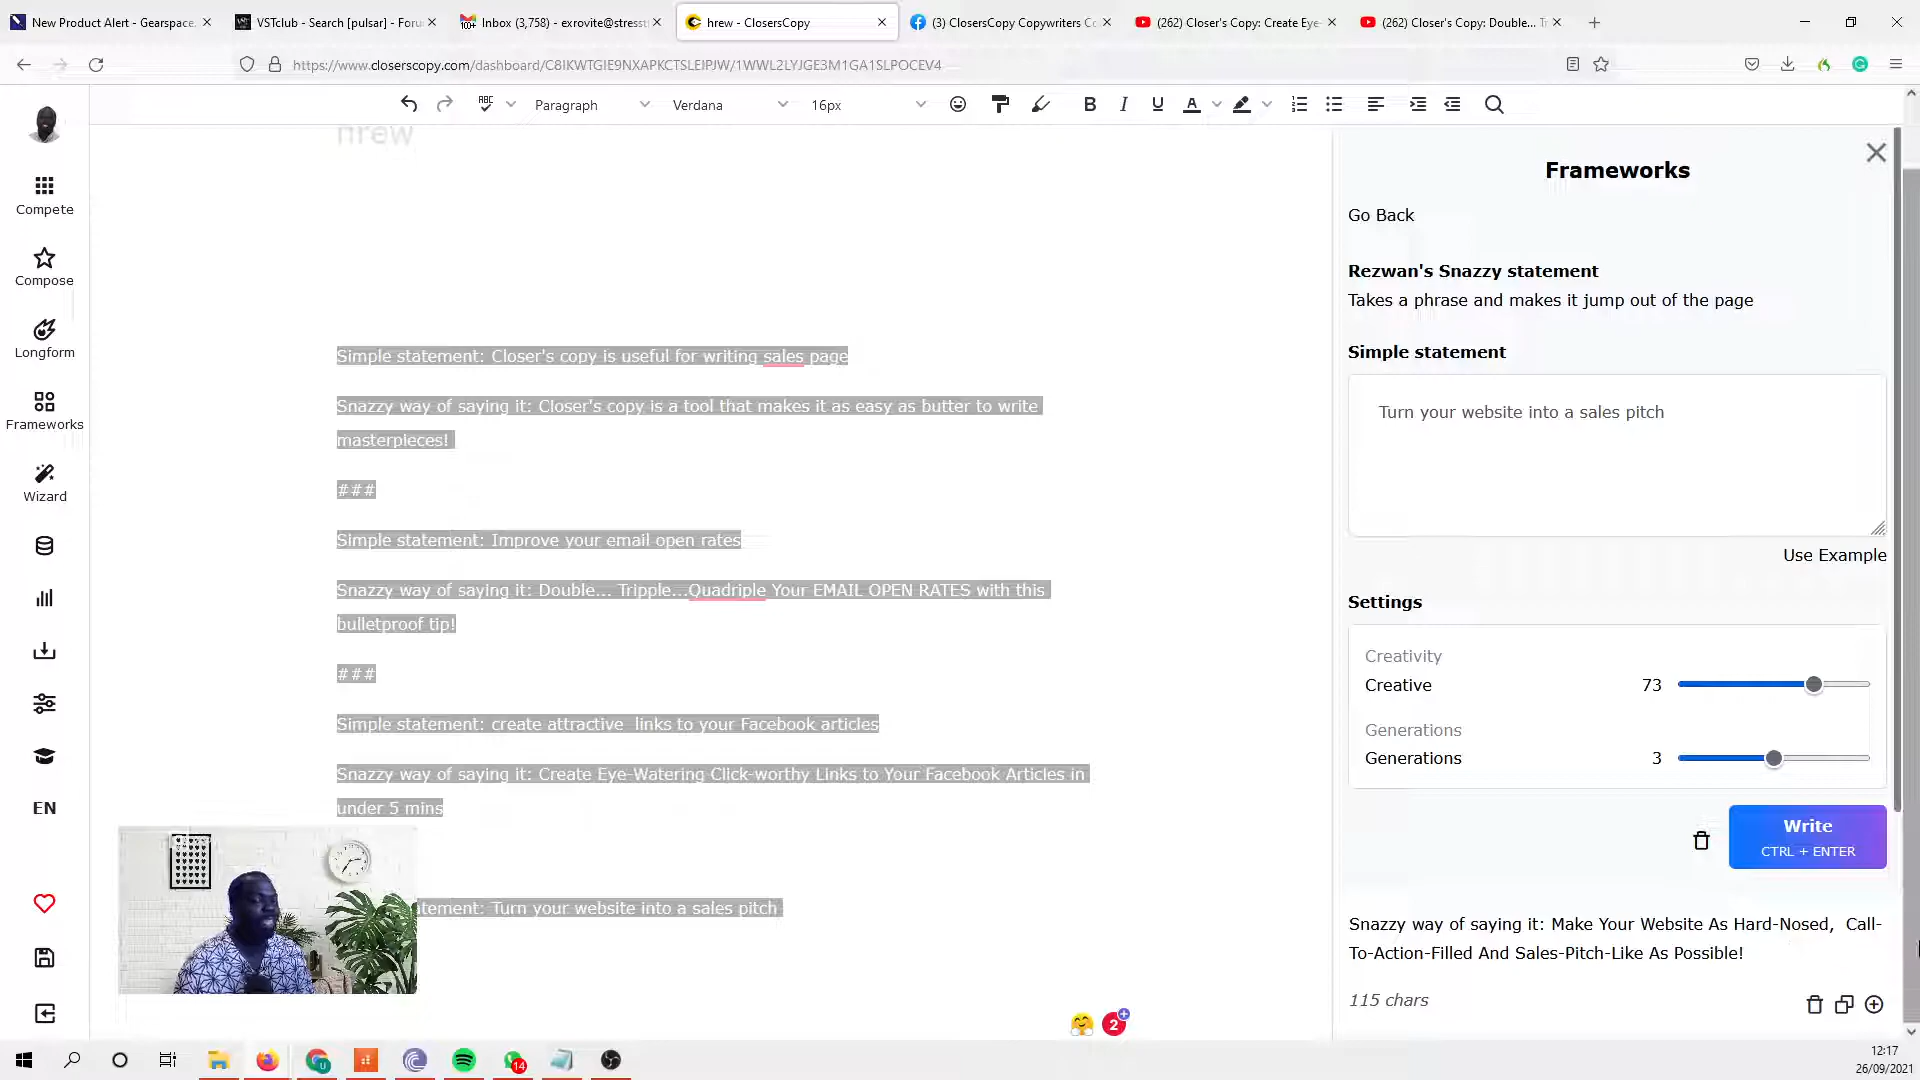 New Product Alert - Gearspace.
VSTclub - Search [pulsar] - Foru
100+
Inbox (3,758) - exrovite@stresst
hrew - ClosersCopy
(3) ClosersCopy Copywriters Co
(262) Closer's Copy: Create Eye-
(262) Closer's Copy: Double... Tr
https://www.closerscopy.com/dashboard/C8IKWTGIE9NXAPKCTSLEJPJW/1WWL2LYJGE3M1GA1SLPOCEV4
ABC
Paragraph
Verdana
16px
B
I
U
A
hrew
Compete
Compose
Longform
Frameworks
Wizard
EN
Simple statement: Closer's copy is useful for writing sales page
Snazzy way of saying it: Closer's copy is a tool that makes it as easy as butter to write
masterpieces!
###
Simple statement: Improve your email open rates
Snazzy way of saying it: Double... Tripple...Quadriple Your EMAIL OPEN RATES with this
bulletproof tip!
###
Simple statement: create attractive  links to your Facebook articles
Snazzy way of saying it: Create Eye-Watering Click-worthy Links to Your Facebook Articles in
under 5 mins
tement: Turn your website into a sales pitch
2
Frameworks
Go Back
Rezwan's Snazzy statement
Takes a phrase and makes it jump out of the page
Simple statement
Turn your website into a sales pitch
Use Example
Settings
Creativity
Creative 73
Generations
Generations 3
Write
CTRL + ENTER
Snazzy way of saying it: Make Your Website As Hard-Nosed,  Call-
To-Action-Filled And Sales-Pitch-Like As Possible!
115 chars
14
12:17
26/09/2021